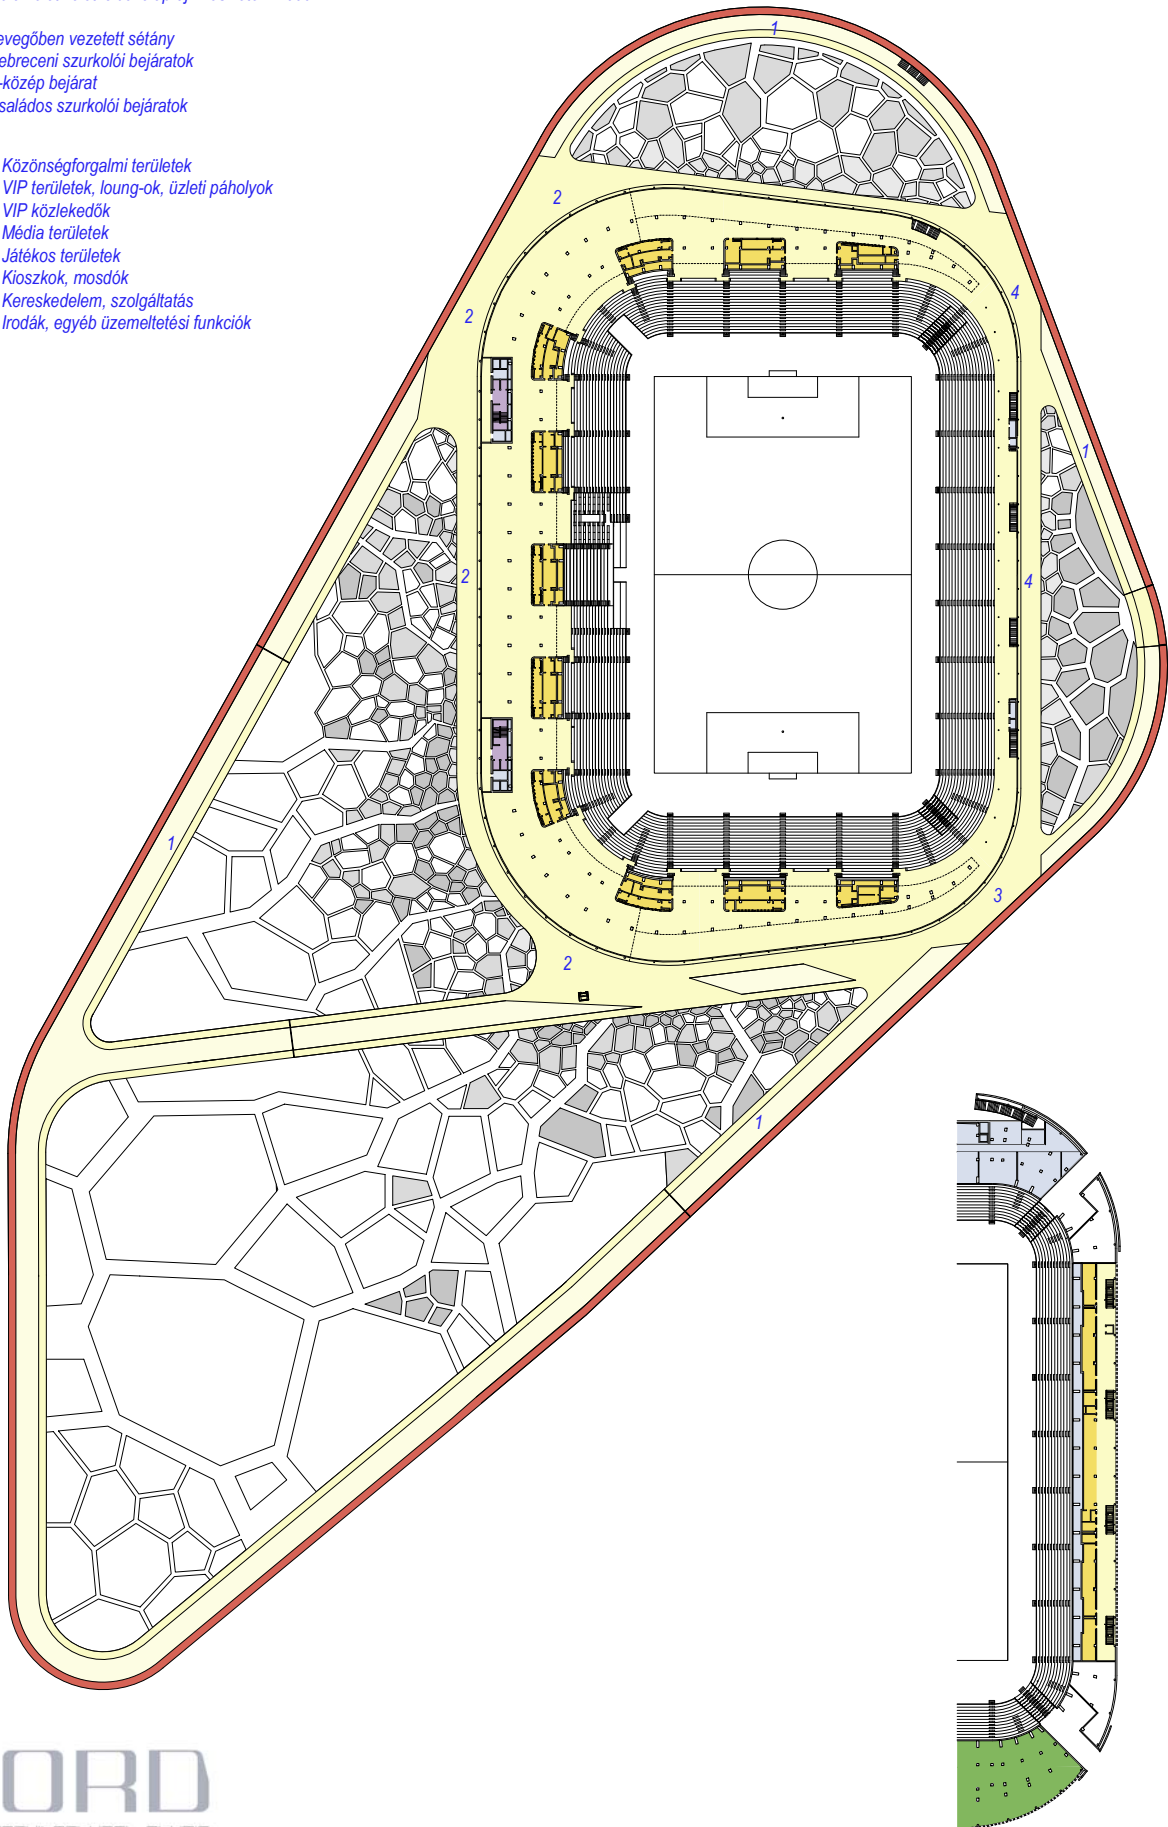 evegőben vezetett sétány
ebreceni szurkolói bejáratok
-közép bejárat
saládos szurkolói bejáratok
Közönségforgalmi területek
VIP területek, loung-ok, üzleti páholyok
VIP közlekedők
Média területek
Játékos területek
Kioszkok, mosdók
Kereskedelem, szolgáltatás
Irodák, egyéb üzemeltetési funkciók
1
2
4
2
1
2
4
1
3
2
1
ORD